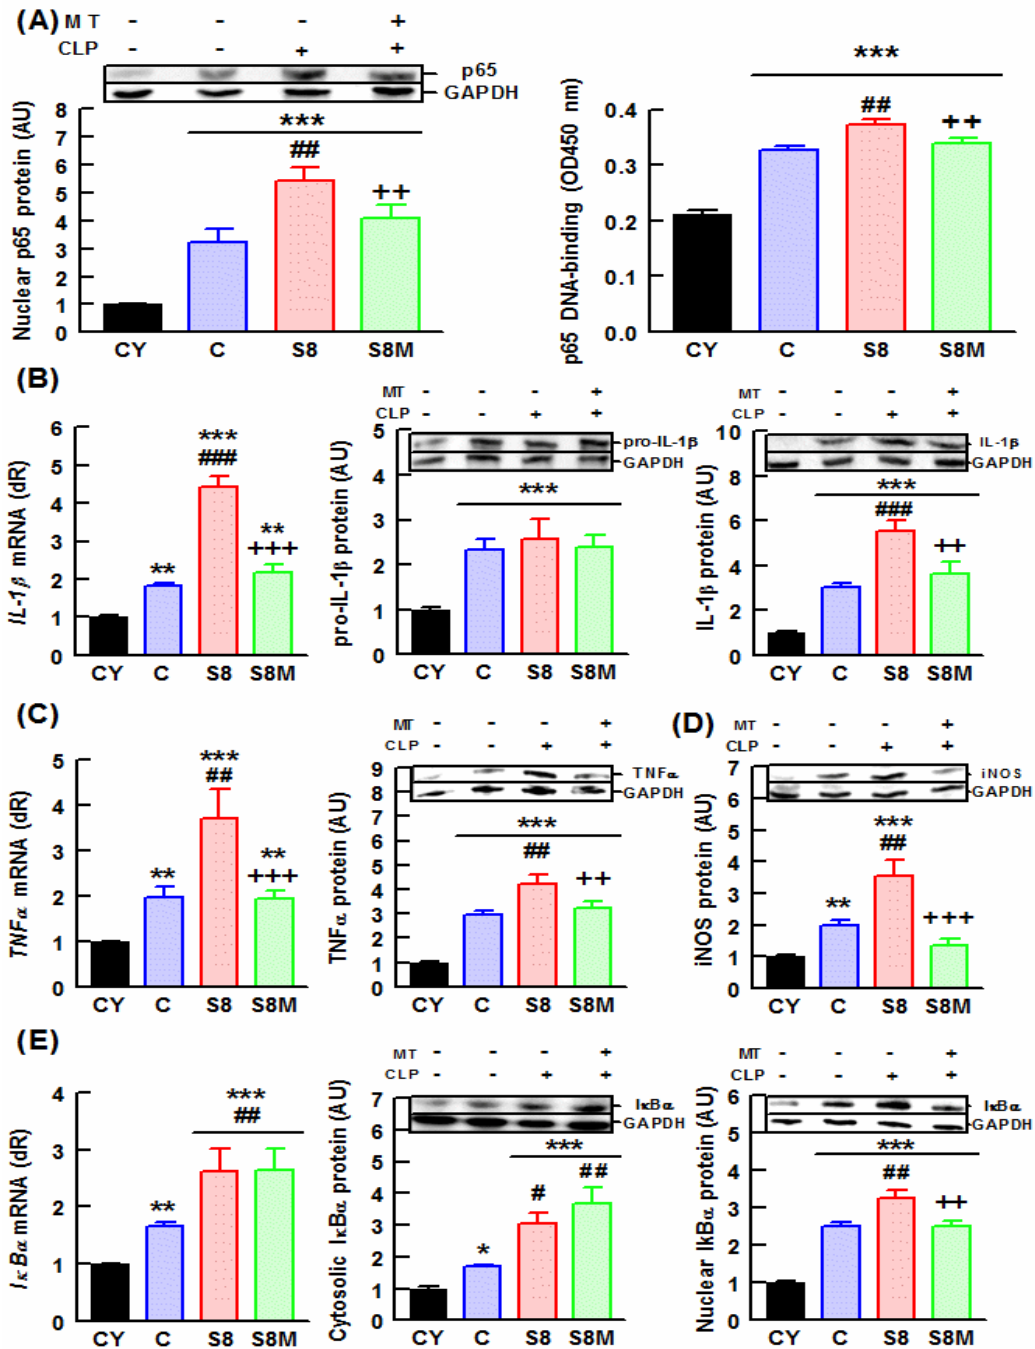 (A)
MT - - - +
CLP - - + +
p65
GAPDH
Nuclear p65 protein (AU)
8
7
6
5
4
3
2
1
0
***
##
++
CY C S8 S8M
p65 DNA-binding (OD450 nm)
0.4
0.3
0.2
0.1
0.0
***
##
++
CY C S8 S8M
(B)
IL-1β mRNA (dR)
6
5
4
3
2
1
0
**
***
###
**
+++
CY C S8 S8M
MT - - - +
CLP - - + +
pro-IL-1β
GAPDH
pro-IL-1β protein (AU)
5
4
3
2
1
0
***
CY C S8 S8M
MT - - - +
CLP - - + +
IL-1β
GAPDH
IL-1β protein (AU)
10
8
6
4
2
0
***
###
++
CY C S8 S8M
(C)
TNFα mRNA (dR)
5
4
3
2
1
0
**
***
##
**
+++
CY C S8 S8M
MT - - - +
CLP - - + +
TNFα
GAPDH
TNFα protein (AU)
9
8
5
4
3
2
1
0
***
##
++
CY C S8 S8M
(D)
MT - - - +
CLP - - + +
iNOS
GAPDH
iNOS protein (AU)
7
6
5
4
3
2
1
0
**
***
##
+++
CY C S8 S8M
(E)
IκBα mRNA (dR)
4
3
2
1
0
**
***
##
CY C S8 S8M
MT - - - +
CLP - - + +
IκBα
GAPDH
Cytosolic IκBα protein (AU)
7
6
5
4
3
2
1
0
*
***
#
##
CY C S8 S8M
MT - - - +
CLP - - + +
IκBα
GAPDH
Nuclear IkBα protein (AU)
6
5
4
3
2
1
0
***
##
++
CY C S8 S8M